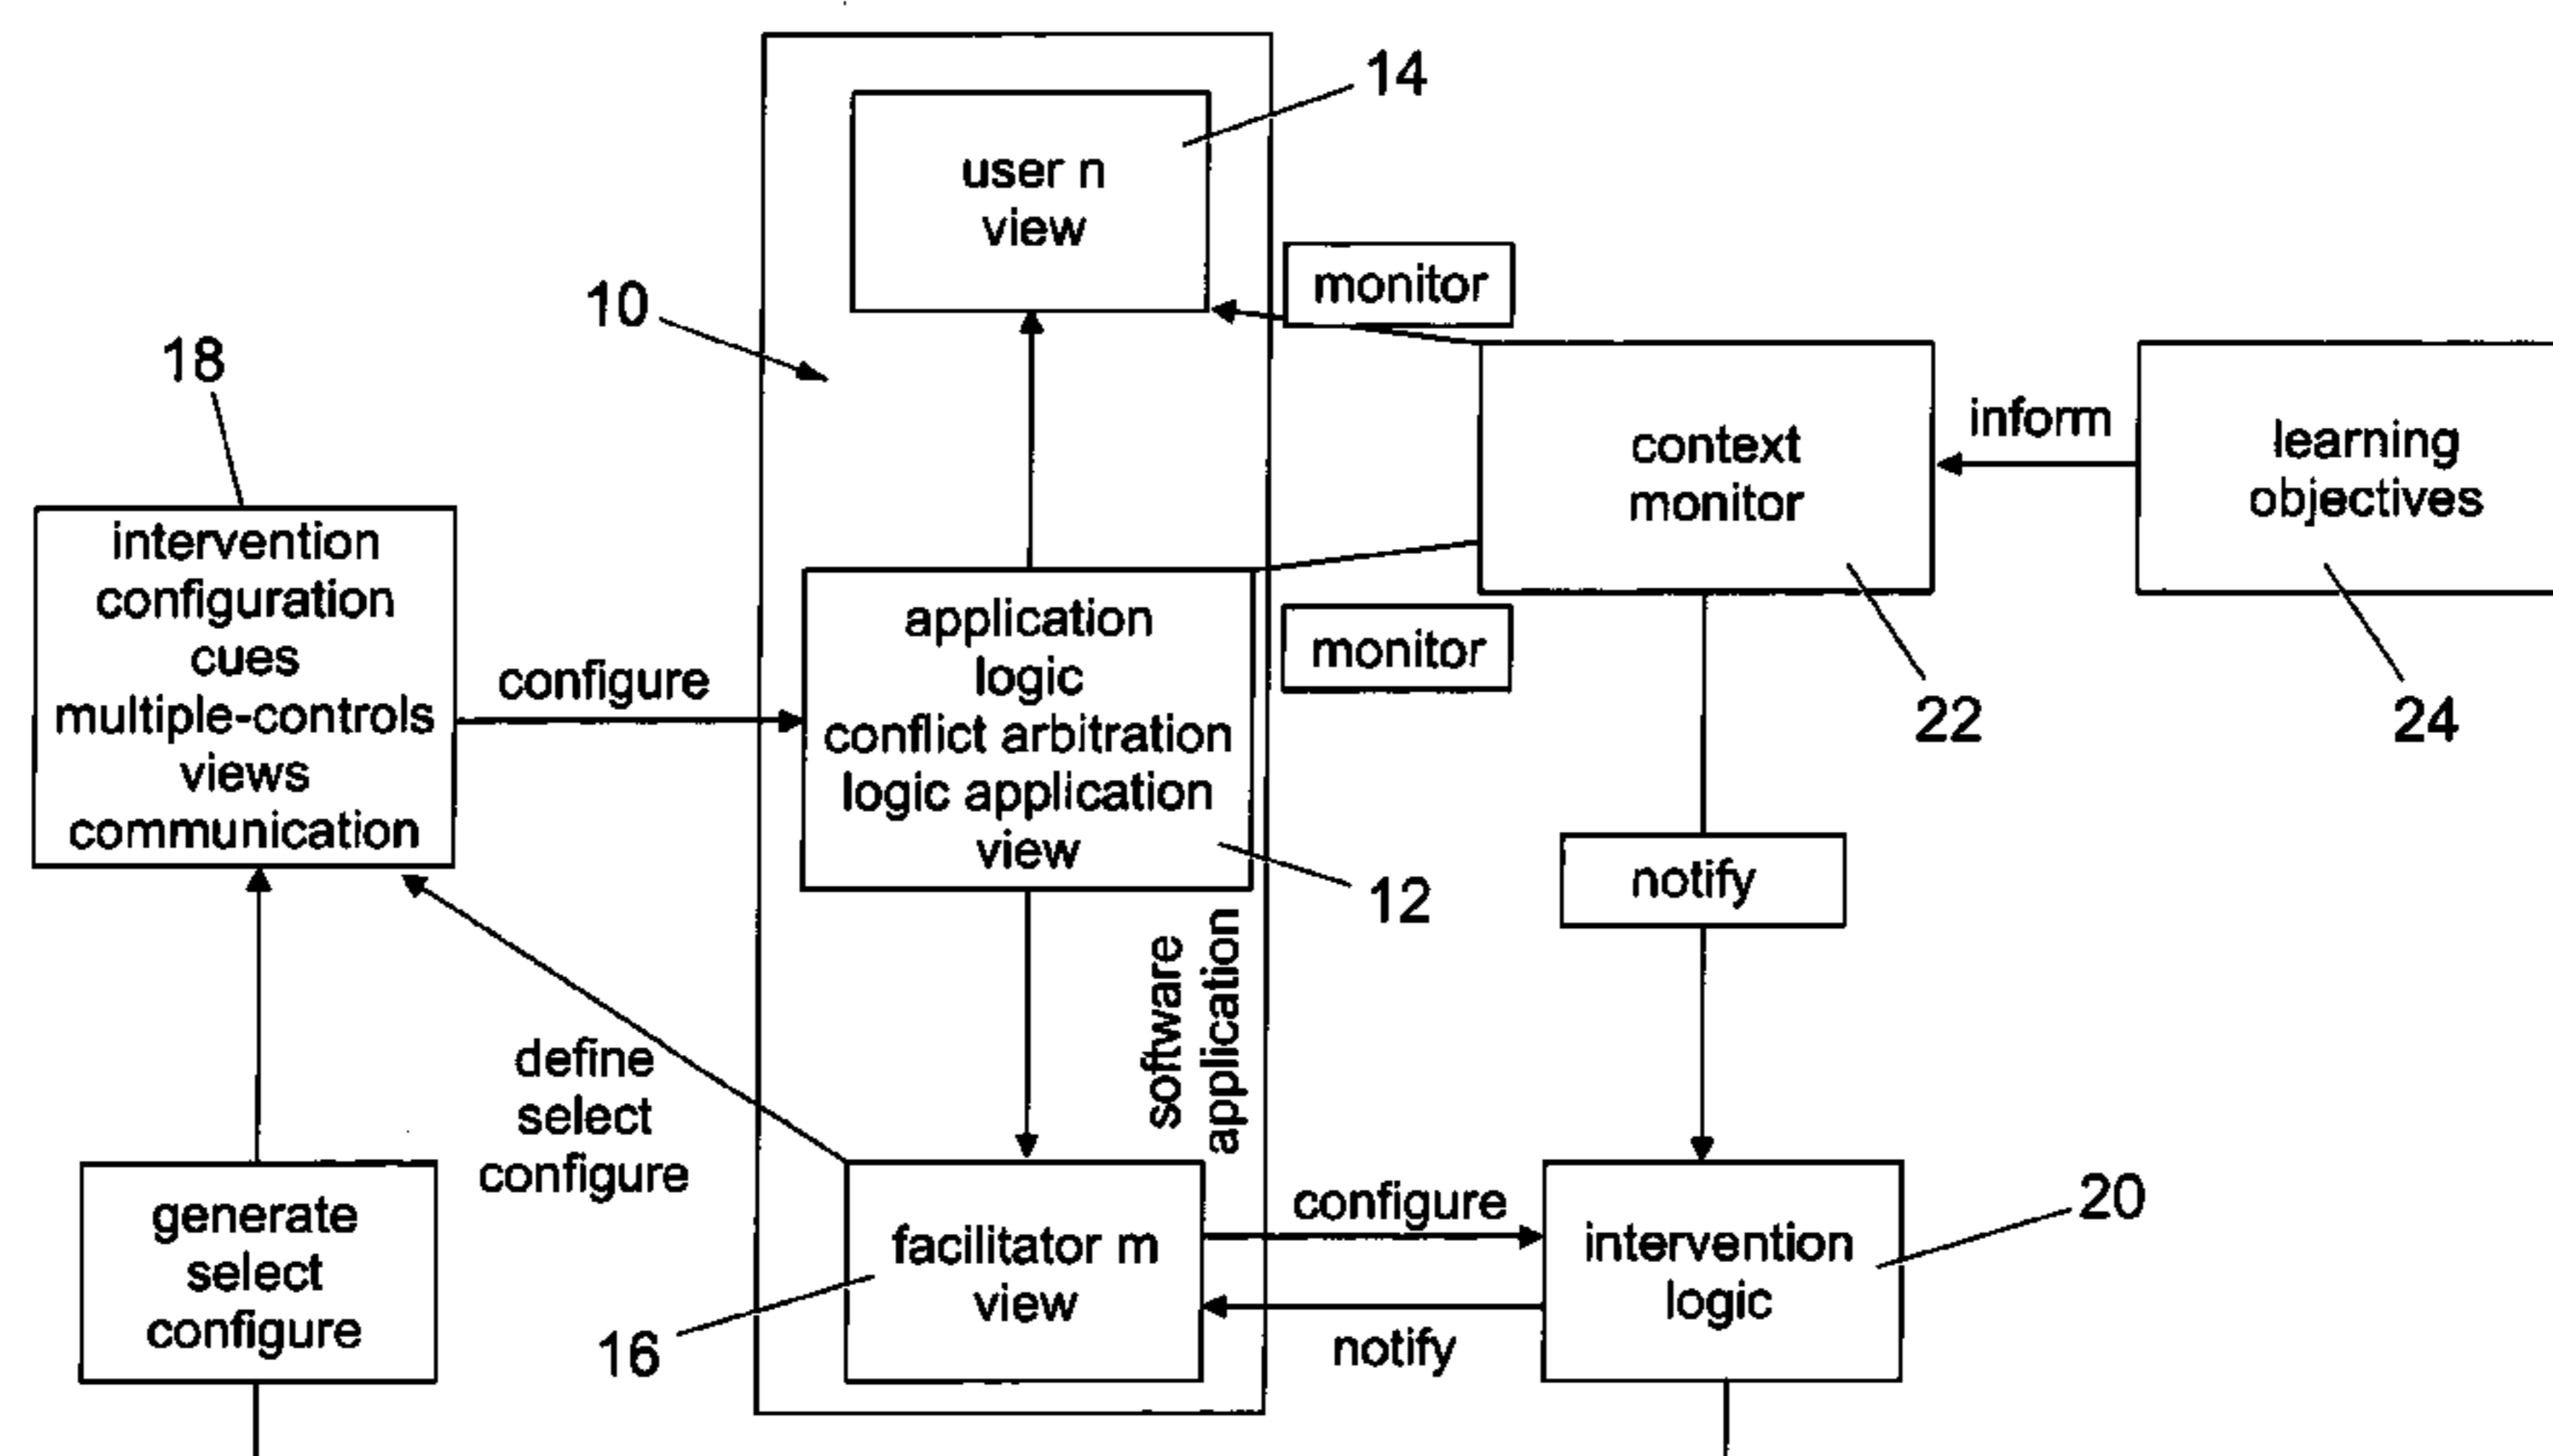 14
user n
view
monitor
10
18
context
monitor
inform
learning
objectives
intervention
configuration
cues
multiple-controls
views
communication
configure
application
logic
conflict arbitration
logic application
view
monitor
22
24
12
notify
software
application
define
select
configure
generate
select
configure
facilitator m
view
16
configure
notify
intervention
logic
20